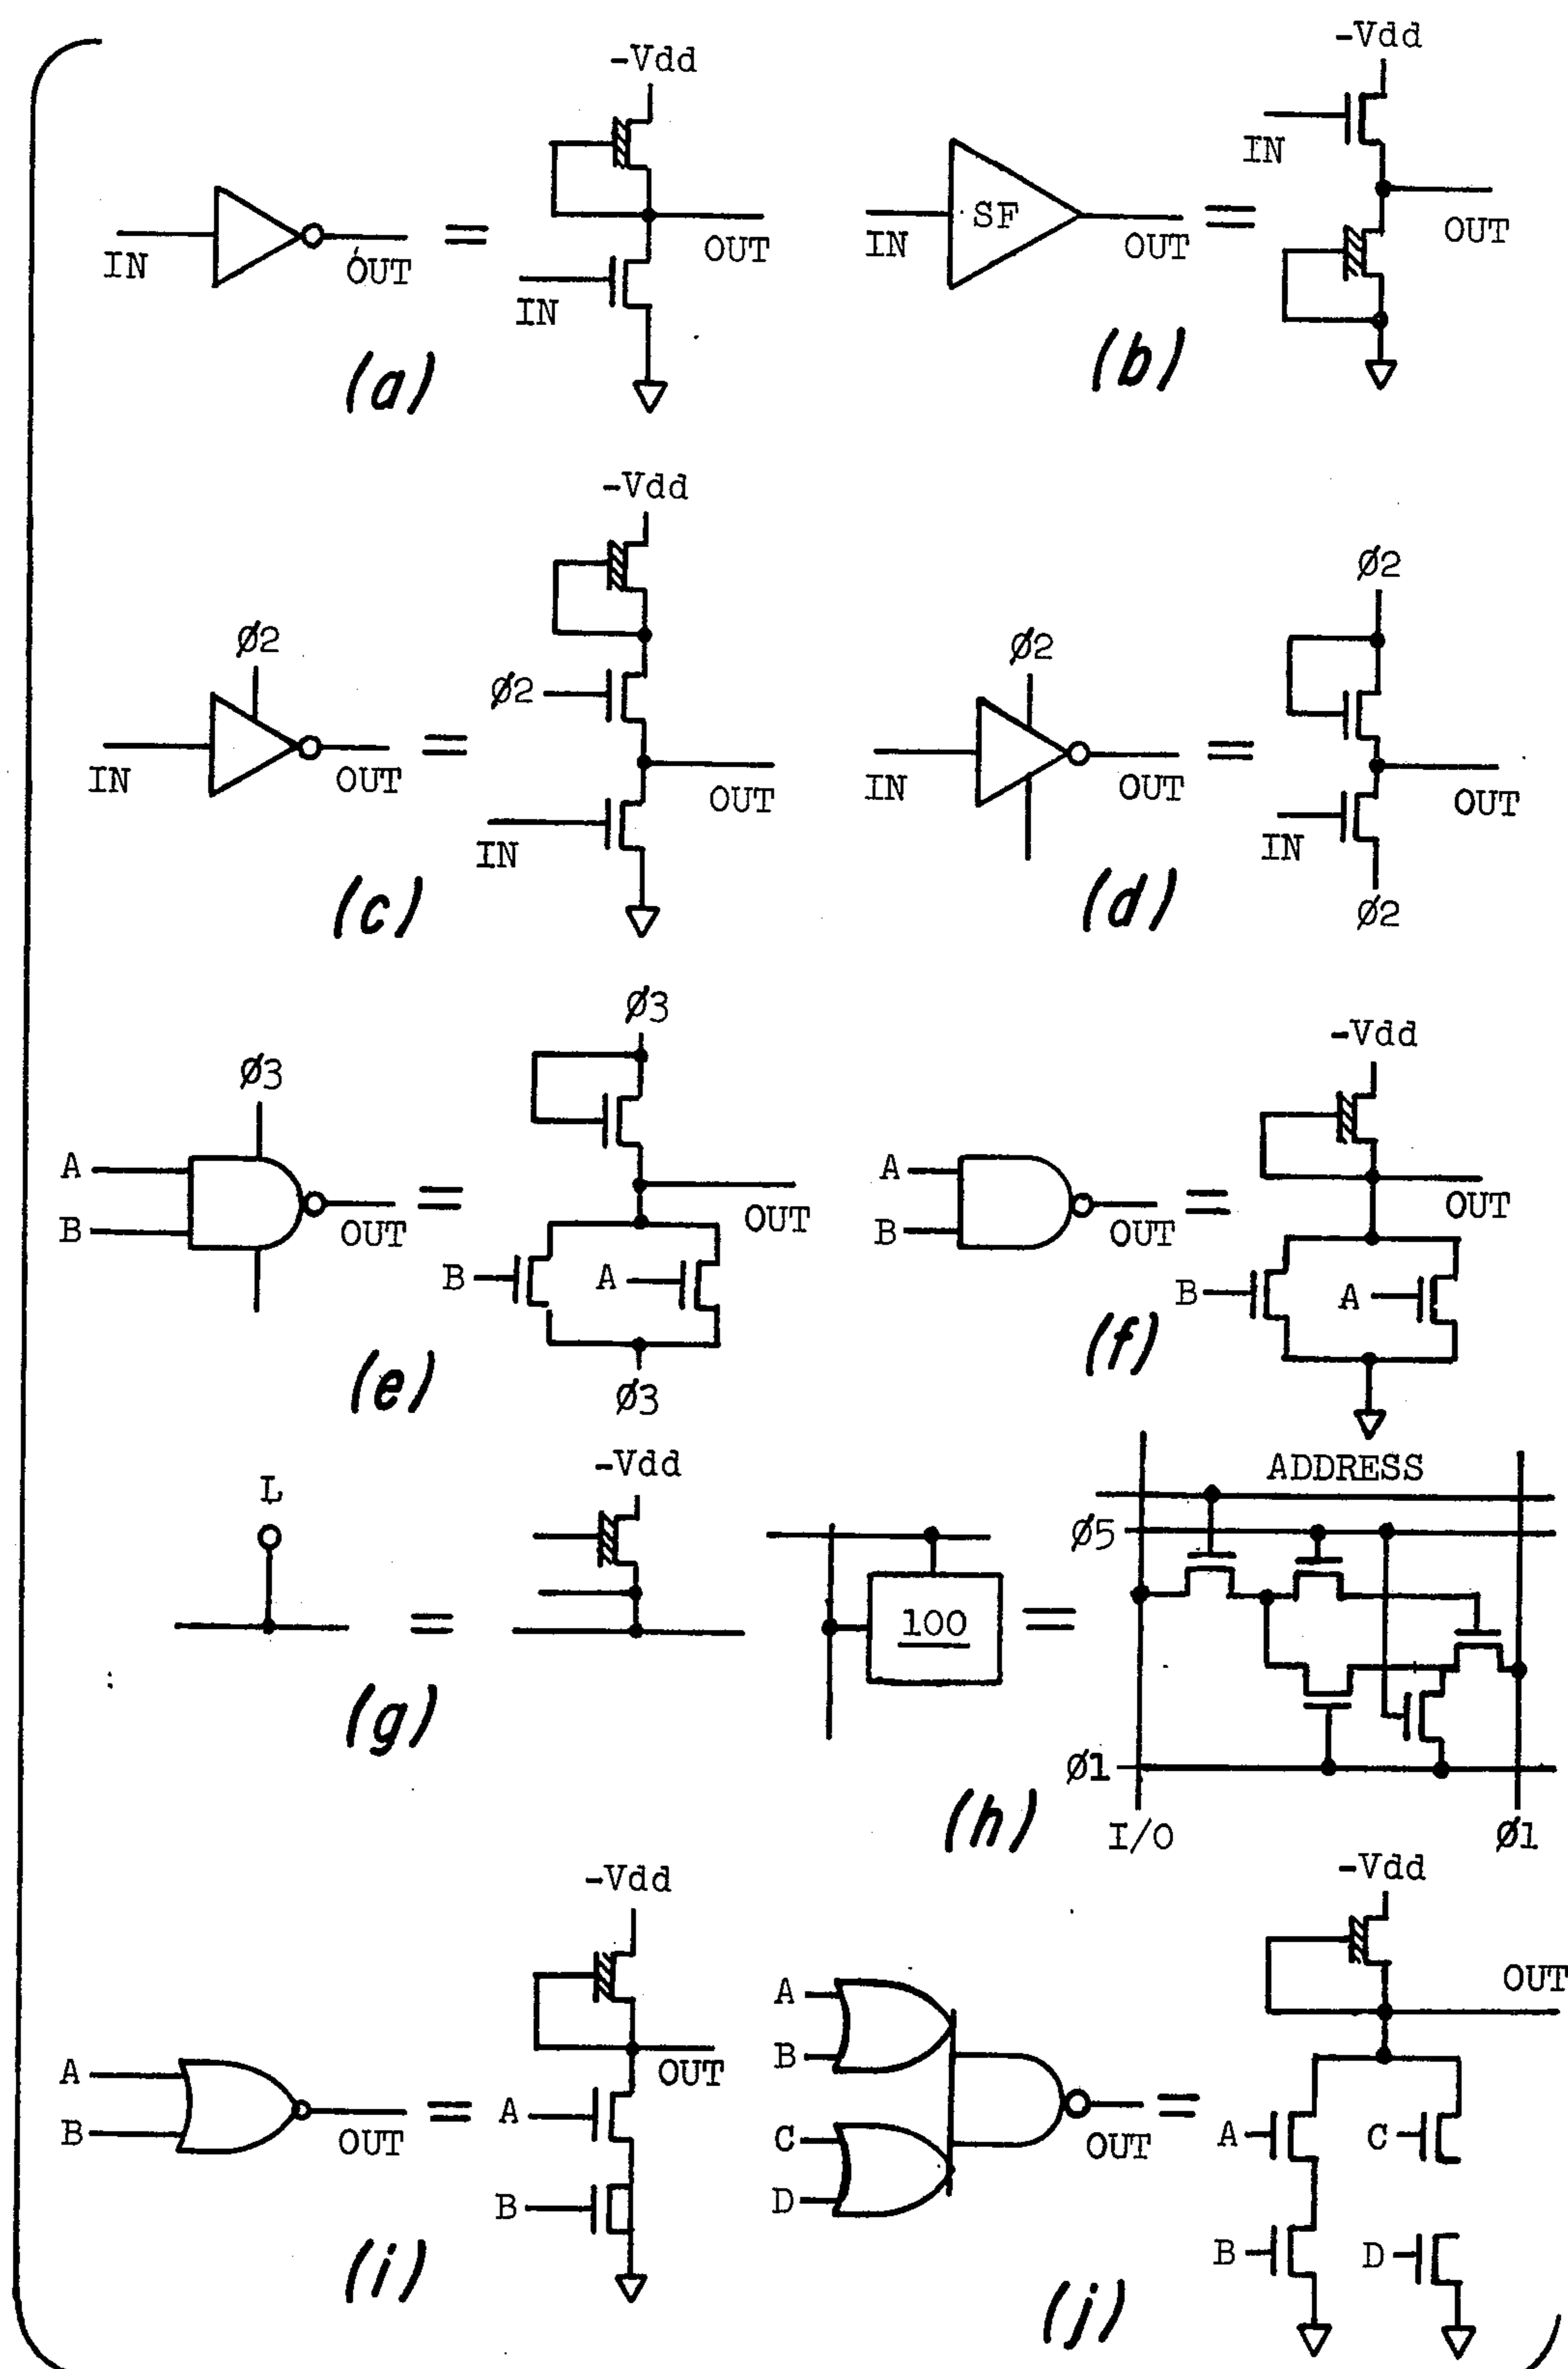 -Vdd
IN
OUT
=
IN
OUT
(a)
-Vdd
IN
SF
OUT
=
IN
OUT
(b)
-Vdd
Ø2
IN
OUT
=
Ø2
IN
OUT
(c)
Ø2
Ø2
IN
OUT
=
IN
OUT
Ø2
(d)
Ø3
Ø3
A
B
OUT
=
OUT
B
A
Ø3
(e)
-Vdd
A
B
OUT
=
OUT
B
A
(f)
L
=
-Vdd
(g)
100
=
ADDRESS
Ø5
Ø1
I/O
Ø1
(h)
-Vdd
A
B
OUT
=
OUT
A
B
(i)
-Vdd
A
B
C
D
OUT
=
OUT
A
C
B
D
(j)